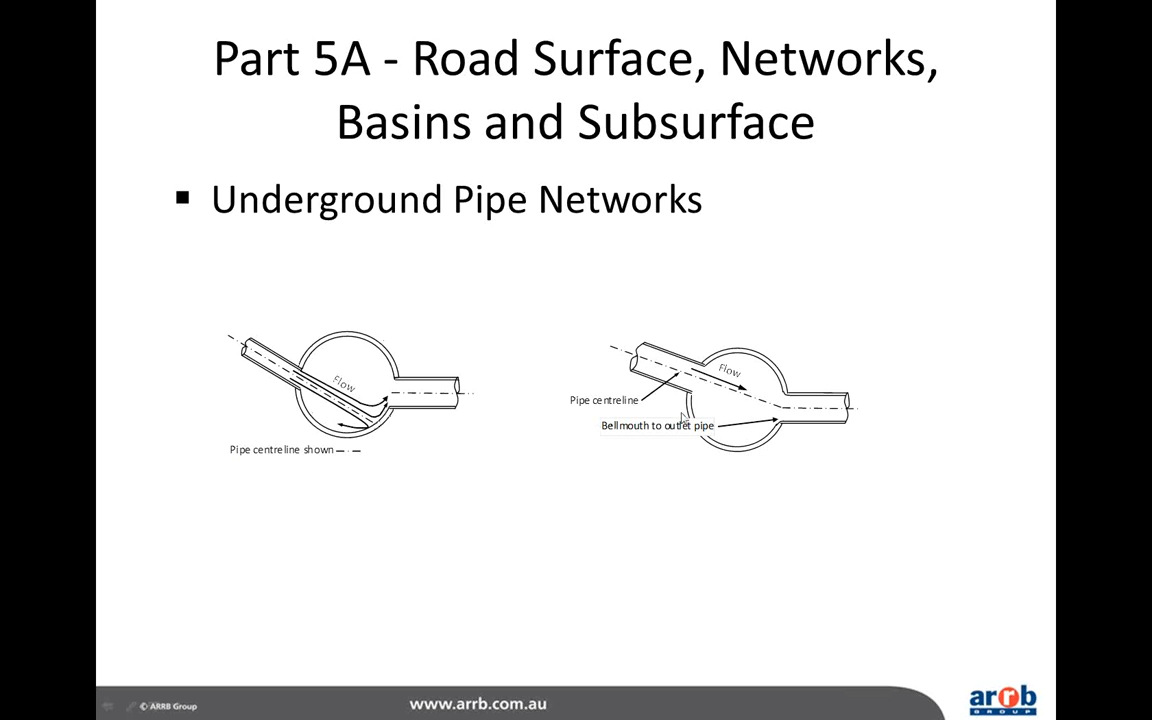 Part 5A - Road Surface, Networks,
Basins and Subsurface
▪ Underground Pipe Networks
Flow
Pipe centreline shown
Flow
Pipe centreline
Bellmouth to outlet pipe
© ARRB Group
www.arrb.com.au
arrb
GROUP